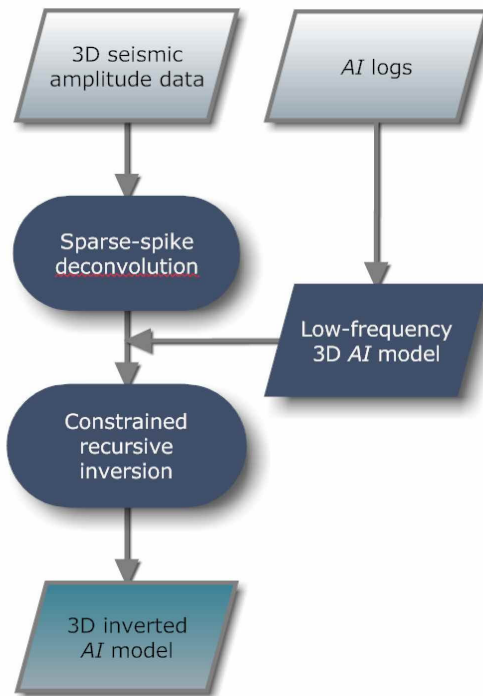 3D seismic
amplitude data
AI logs
Sparse-spike
deconvolution
Low-frequency
3D AI model
Constrained
recursive
inversion
3D inverted
AI model